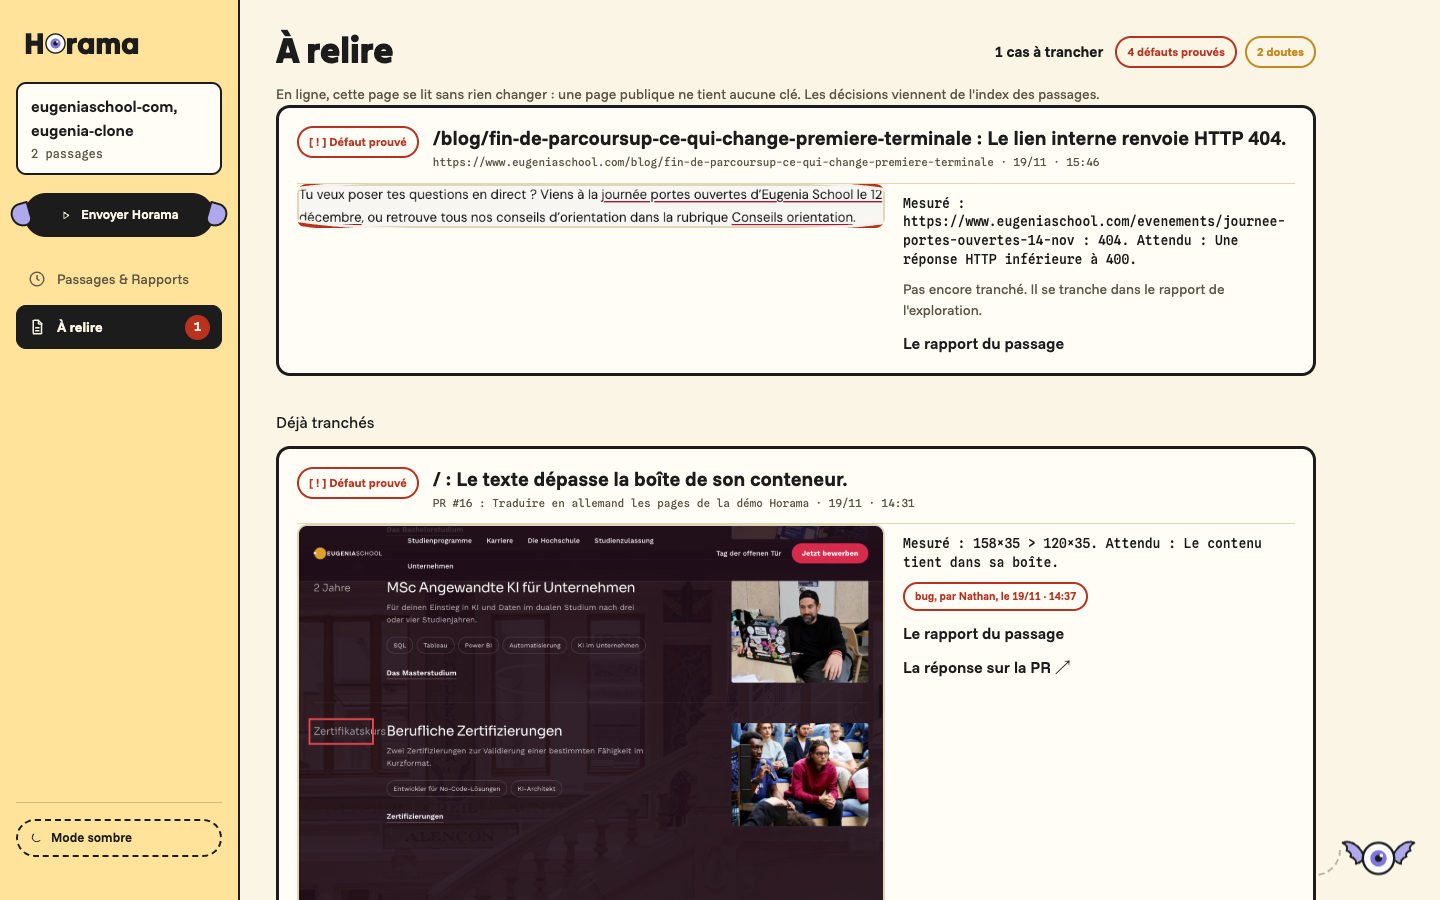 Horama
eugeniaschool-com,
eugenia-clone
2 passages
Envoyer Horama
Passages & Rapports
À relire
1
Mode sombre
À relire
1 cas à trancher
4 défauts prouvés
2 doutes
En ligne, cette page se lit sans rien changer : une page publique ne tient aucune clé. Les décisions viennent de l'index des passages.
[ ! ] Défaut prouvé
/blog/fin-de-parcoursup-ce-qui-change-premiere-terminale : Le lien interne renvoie HTTP 404.
https://www.eugeniaschool.com/blog/fin-de-parcoursup-ce-qui-change-premiere-terminale · 19/11 · 15:46
Tu veux poser tes questions en direct ? Viens à la journée portes ouvertes d'Eugenia School le 12
décembre, ou retrouve tous nos conseils d'orientation dans la rubrique Conseils orientation.
Mesuré :
https://www.eugeniaschool.com/evenements/journee-
portes-ouvertes-14-nov : 404. Attendu : Une
réponse HTTP inférieure à 400.
Pas encore tranché. Il se tranche dans le rapport de
l'exploration.
Le rapport du passage
Déjà tranchés
[ ! ] Défaut prouvé
/ : Le texte dépasse la boîte de son conteneur.
PR #16 : Traduire en allemand les pages de la démo Horama · 19/11 · 14:31
Das Bachelorstudium
EUGENIASCHOOL
Studienprogramme
Karriere
Die Hochschule
Studienzulassung
Unternehmen
Tag der offenen Tür
Jetzt bewerben
2 Jahre
MSc Angewandte KI für Unternehmen
Für deinen Einstieg in KI und Daten im dualen Studium nach drei
oder vier Studienjahren.
SQL
Tableau
Power BI
Automatisierung
KI im Unternehmen
Das Masterstudium
Zertifikatskurs
Berufliche Zertifizierungen
Zwei Zertifizierungen zur Validierung einer bestimmten Fähigkeit im
Kurzformat.
Entwickler für No-Code-Lösungen
KI-Architekt
Zertifizierungen
ALENCON
Mesuré : 158×35 > 120×35. Attendu : Le contenu
tient dans sa boîte.
bug, par Nathan, le 19/11 · 14:37
Le rapport du passage
La réponse sur la PR ↗